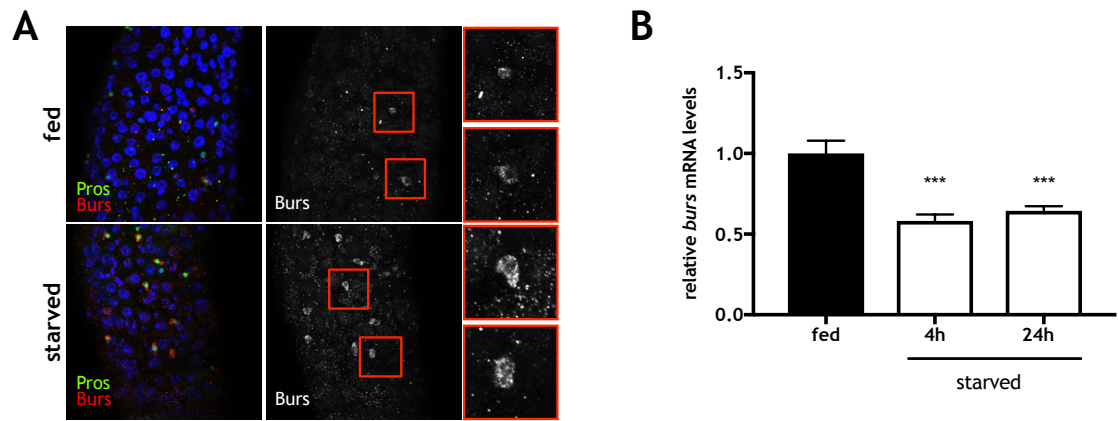 A
fed
Pros
Burs
Burs
starved
Pros
Burs
Burs
B
relative burs mRNA levels
1.5
1.0
0.5
0.0
***
***
fed
4h
24h
starved